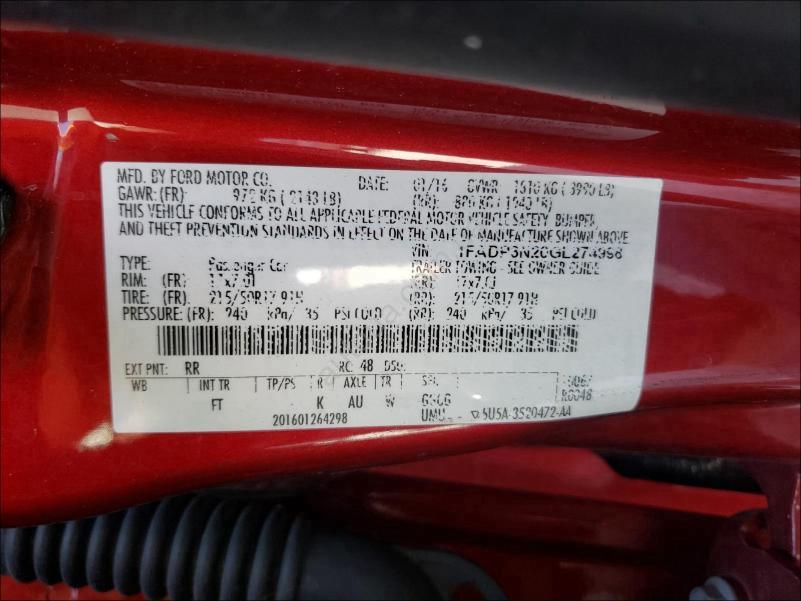 MFD. BY FORD MOTOR CO. DATE: 01/16 GVWR: 1810 KG ( 3990 LB)
GAWR: (FR) 972 KG ( 2143 LB) (RR): KG ( LB)
THIS VEHICLE CONFORMS TO ALL APPLICABLE FEDERAL MOTOR VEHICLE SAFETY, BUMPER,
AND THEFT PREVENTION STANDARDS IN EFFECT ON THE DATE OF MANUFACTURE SHOWN ABOVE.
VIN: 1FADP3N20GL274998
TYPE: Passenger Car TRAILER TOWING - SEE OWNER GUIDE
RIM: (FR) 17x7.0J (RR): 17x7.0J
TIRE: (FR) 215/50R17 91H (RR): 215/50R17 91H
PRESSURE: (FR): 240 kPa/ 35 PSI COLD (RR): 240 kPa/ 35 PSI COLD
EXT PNT: RR RC: 48 DSO:
WB INT TR TP/PS R AXLE TR SPR
FT K AU W R0048
201601264298 UMU 5U5A-3520472-AA